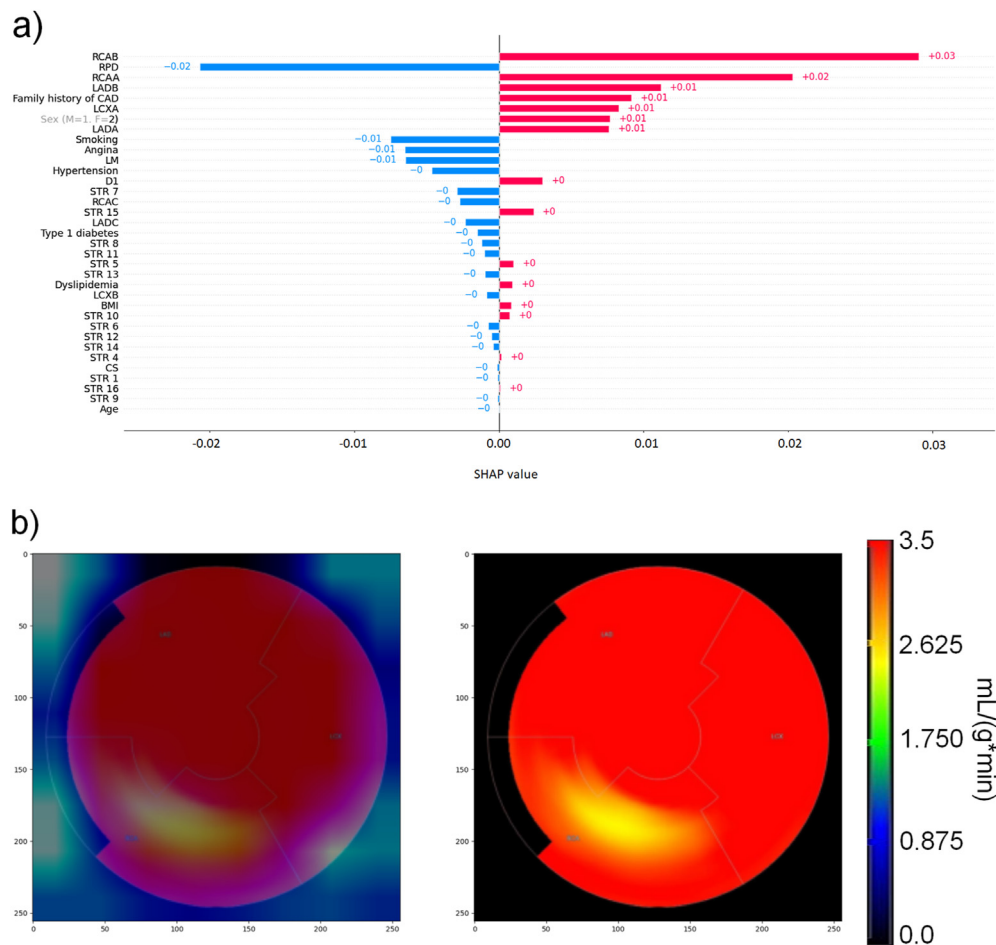 a)
RCAB +0.03
RPD −0.02
RCAA +0.02
LADB +0.01
Family history of CAD +0.01
LCXA +0.01
Sex (M=1. F=2) +0.01
LADA +0.01
Smoking −0.01
Angina −0.01
LM −0.01
Hypertension −0
D1 +0
STR 7 −0
RCAC −0
STR 15 +0
LADC −0
Type 1 diabetes −0
STR 8 −0
STR 11 −0
STR 5 +0
STR 13 −0
Dyslipidemia +0
LCXB −0
BMI +0
STR 10 +0
STR 6 −0
STR 12 −0
STR 14 −0
STR 4 +0
CS −0
STR 1 −0
STR 16 +0
STR 9 −0
Age −0
-0.02 -0.01 0.00 0.01 0.02 0.03
SHAP value
b)
0
50
100
150
200
250
0 50 100 150 200 250
LAD
LCX
0
50
100
150
200
250
50 100 150 200 250
LAD
LCX
3.5
2.625
1.750
0.875
0.0
mL/(g*min)